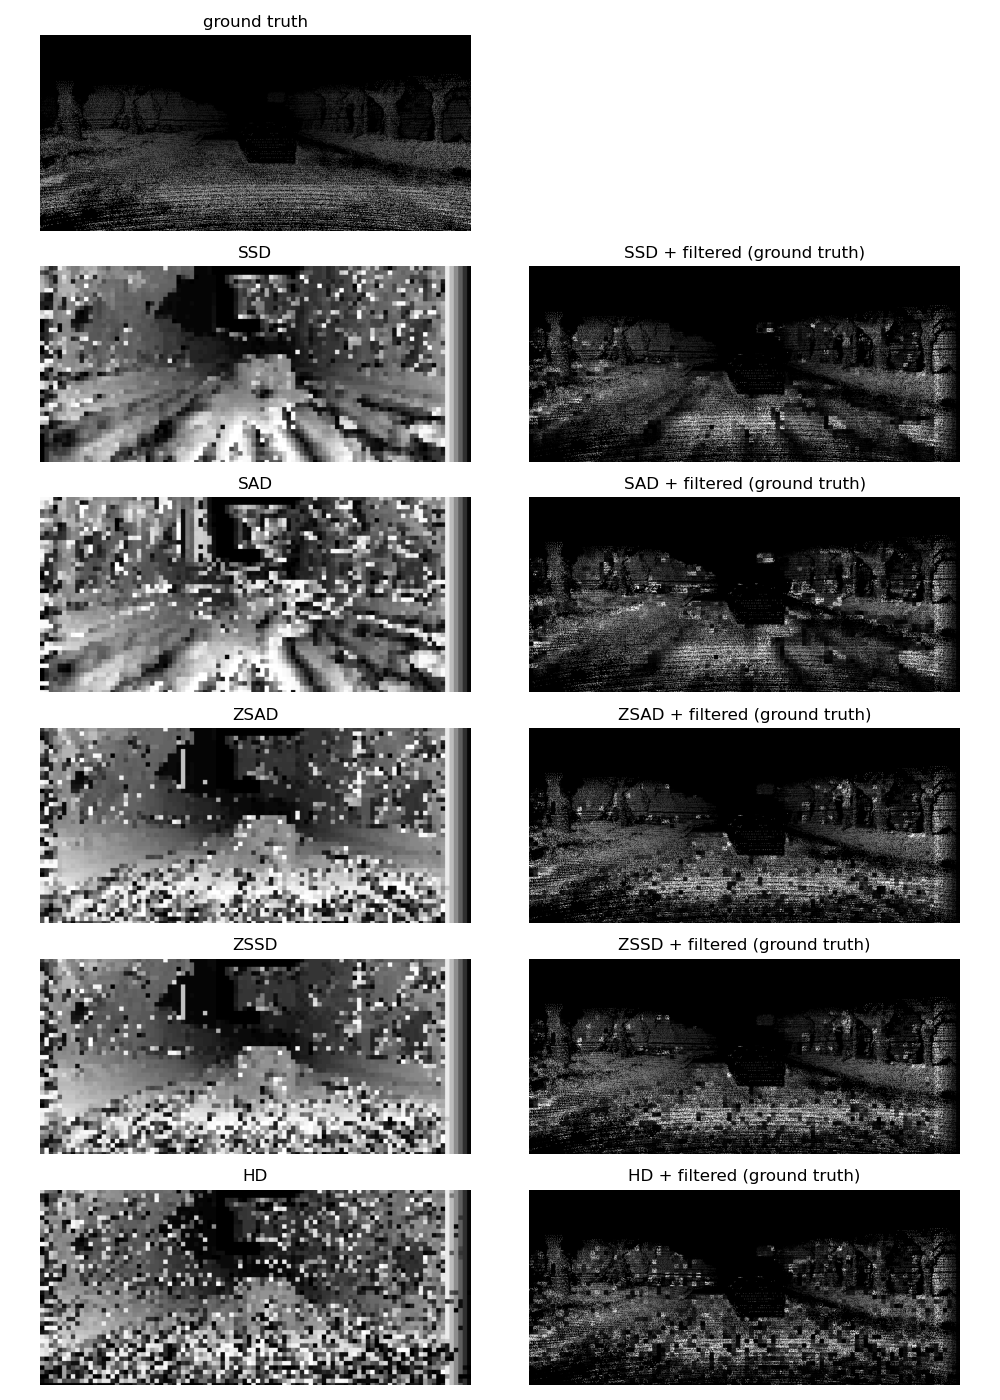 ground truth
SSD
SSD + filtered (ground truth)
SAD
SAD + filtered (ground truth)
ZSAD
ZSAD + filtered (ground truth)
ZSSD
ZSSD + filtered (ground truth)
HD
HD + filtered (ground truth)